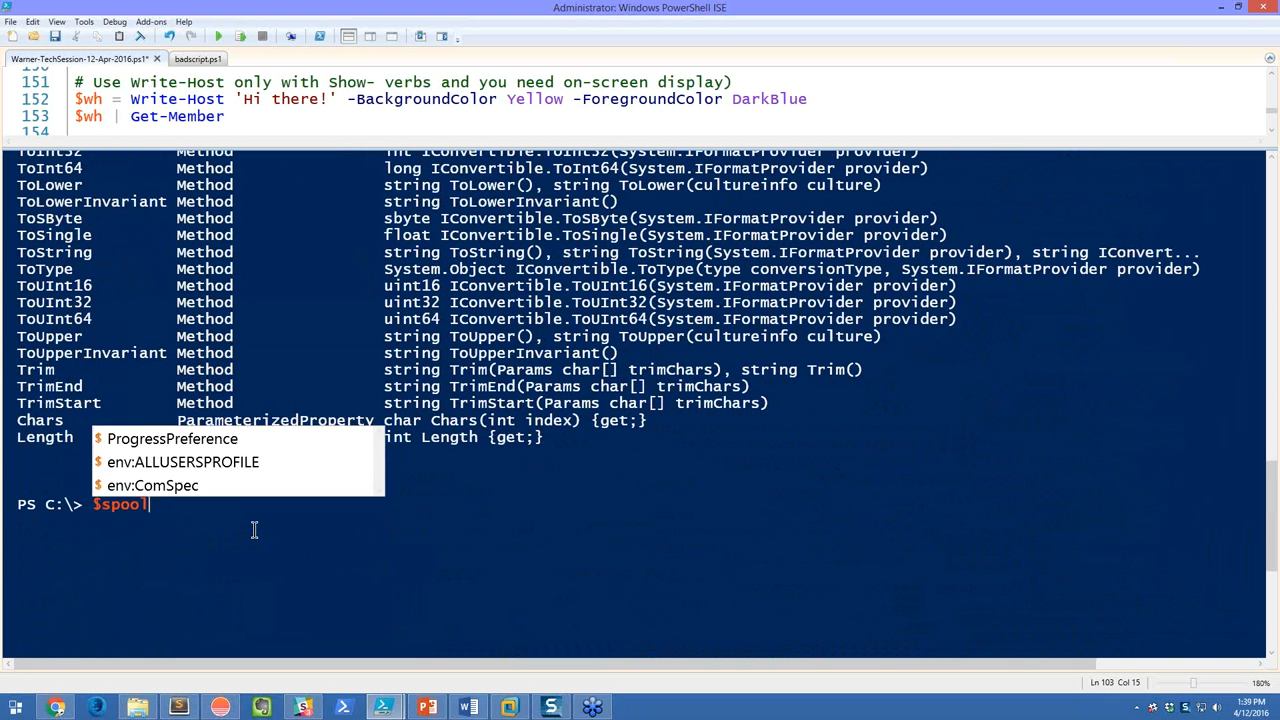 Administrator: Windows PowerShell ISE
File Edit View Tools Debug Add-ons Help
Warner-TechSession-12-Apr-2016.ps1* badscript.ps1
151 # Use Write-Host only with Show- verbs and you need on-screen display)
152 $wh = Write-Host 'Hi there!' -BackgroundColor Yellow -ForegroundColor DarkBlue
153 $wh | Get-Member
154
ToInt32 Method int IConvertible.ToInt32(System.IFormatProvider provider)
ToInt64 Method long IConvertible.ToInt64(System.IFormatProvider provider)
ToLower Method string ToLower(), string ToLower(cultureinfo culture)
ToLowerInvariant Method string ToLowerInvariant()
ToSByte Method sbyte IConvertible.ToSByte(System.IFormatProvider provider)
ToSingle Method float IConvertible.ToSingle(System.IFormatProvider provider)
ToString Method string ToString(), string ToString(System.IFormatProvider provider), string IConvert...
ToType Method System.Object IConvertible.ToType(type conversionType, System.IFormatProvider provider)
ToUInt16 Method uint16 IConvertible.ToUInt16(System.IFormatProvider provider)
ToUInt32 Method uint32 IConvertible.ToUInt32(System.IFormatProvider provider)
ToUInt64 Method uint64 IConvertible.ToUInt64(System.IFormatProvider provider)
ToUpper Method string ToUpper(), string ToUpper(cultureinfo culture)
ToUpperInvariant Method string ToUpperInvariant()
Trim Method string Trim(Params char[] trimChars), string Trim()
TrimEnd Method string TrimEnd(Params char[] trimChars)
TrimStart Method string TrimStart(Params char[] trimChars)
Chars ParameterizedProperty char Chars(int index) {get;}
Length int Length {get;}
$ ProgressPreference
$ env:ALLUSERSPROFILE
$ env:ComSpec
PS C:\> $spool
Ln 103 Col 15 180%
1:39 PM
4/12/2016